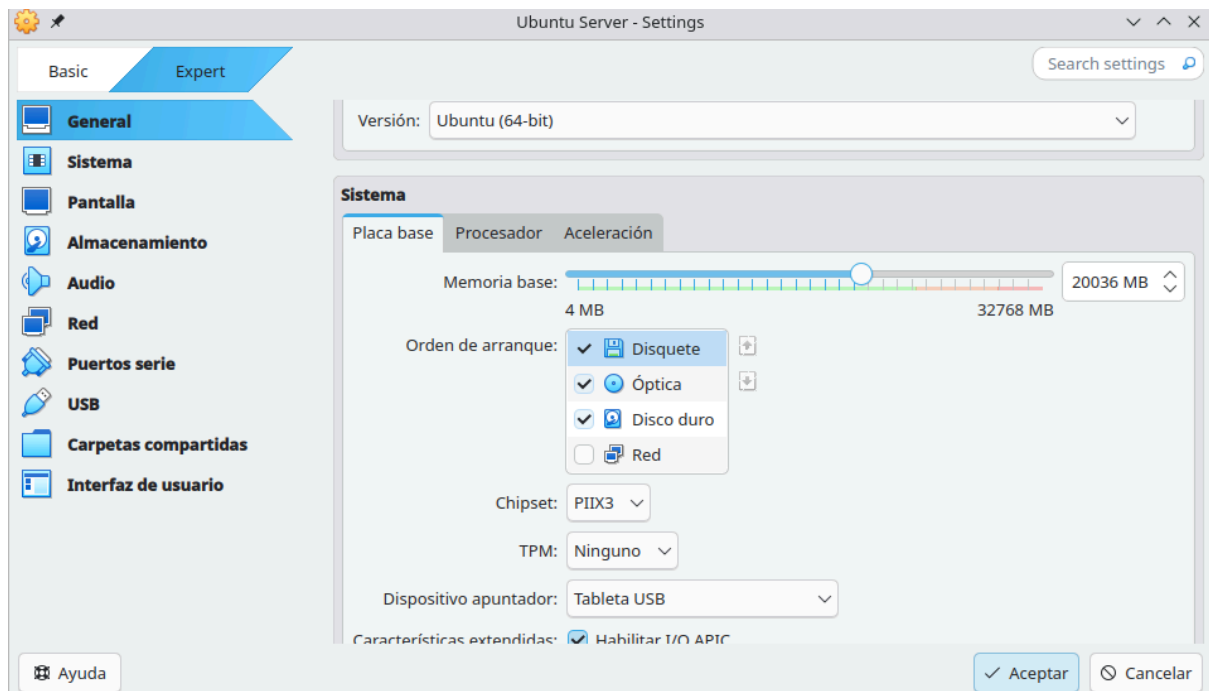 Ubuntu Server - Settings
Basic
Expert
Search settings
General
Sistema
Pantalla
Almacenamiento
Audio
Red
Puertos serie
USB
Carpetas compartidas
Interfaz de usuario
Versión: Ubuntu (64-bit)
Sistema
Placa base Procesador Aceleración
Memoria base: 20036 MB
4 MB 32768 MB
Orden de arranque: Disquete
Óptica
Disco duro
Red
Chipset: PIIX3
TPM: Ninguno
Dispositivo apuntador: Tableta USB
Características extendidas: Habilitar I/O APIC
Ayuda
Aceptar
Cancelar